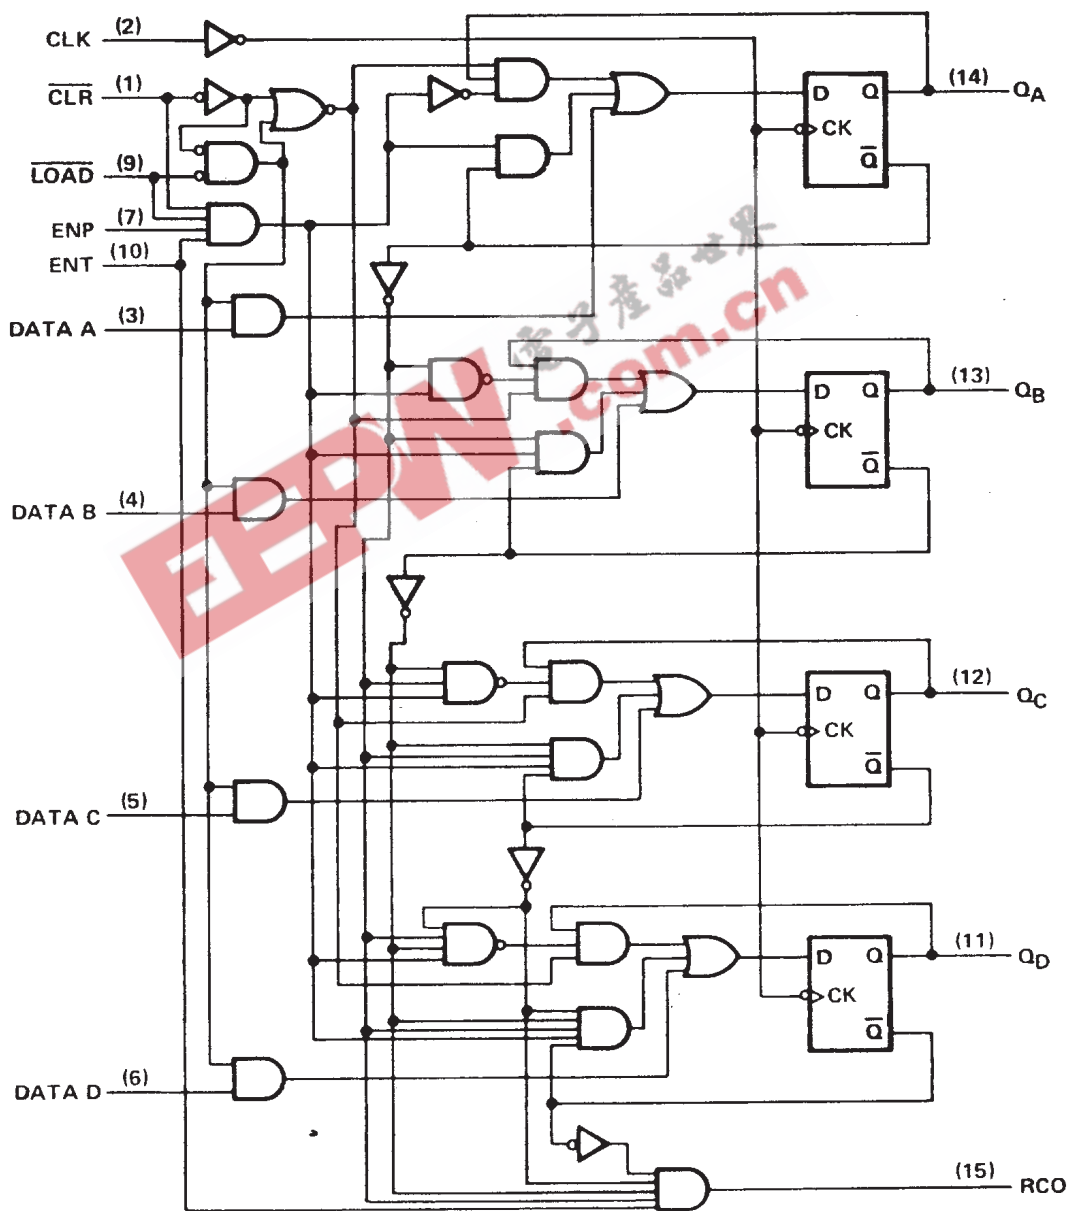 CLK (2)
CLR (1)
LOAD (9)
ENP (7)
ENT (10)
DATA A (3)
D Q
CK
Q
(14) QA
DATA B (4)
D Q
CK
Q
(13) QB
DATA C (5)
D Q
CK
Q
(12) QC
DATA D (6)
D Q
CK
Q
(11) QD
(15) RCO
EEPW
電子產品世界
.com.cn